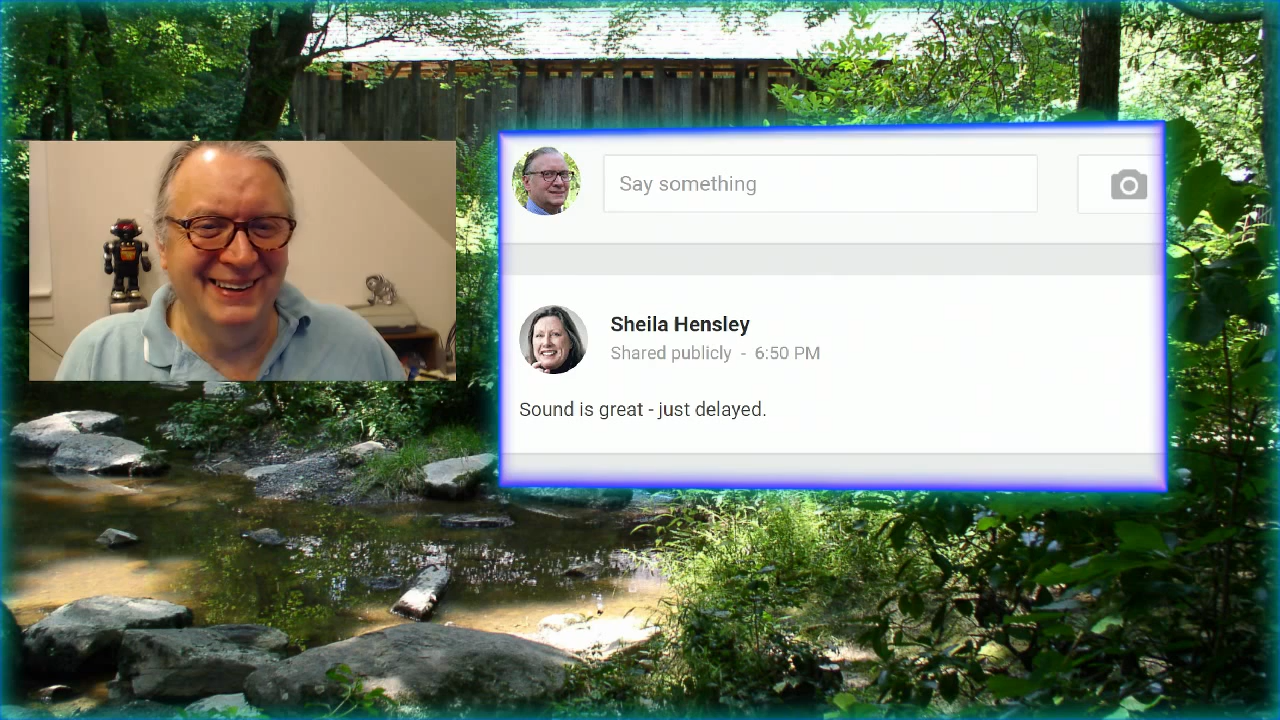 Say something
Sheila Hensley
Shared publicly - 6:50 PM
Sound is great - just delayed.